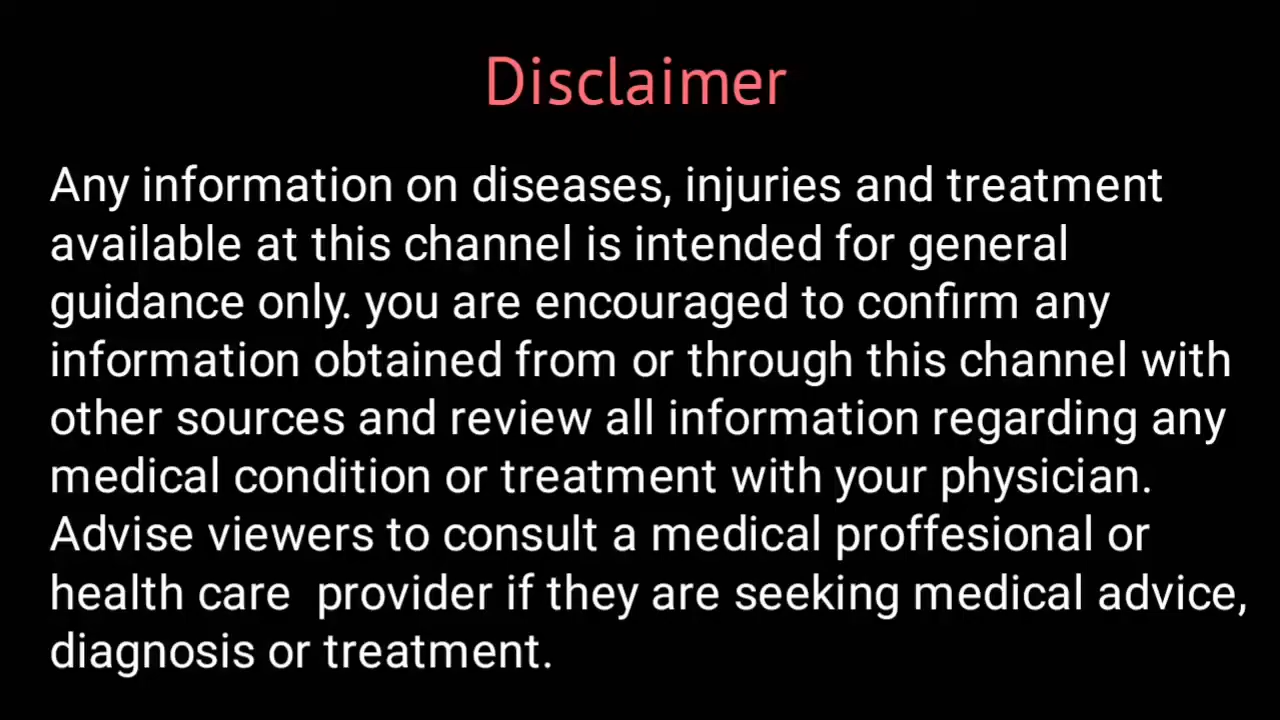 Disclaimer
Any information on diseases, injuries and treatment
available at this channel is intended for general
guidance only. you are encouraged to confirm any
information obtained from or through this channel with
other sources and review all information regarding any
medical condition or treatment with your physician.
Advise viewers to consult a medical proffesional or
health care  provider if they are seeking medical advice,
diagnosis or treatment.